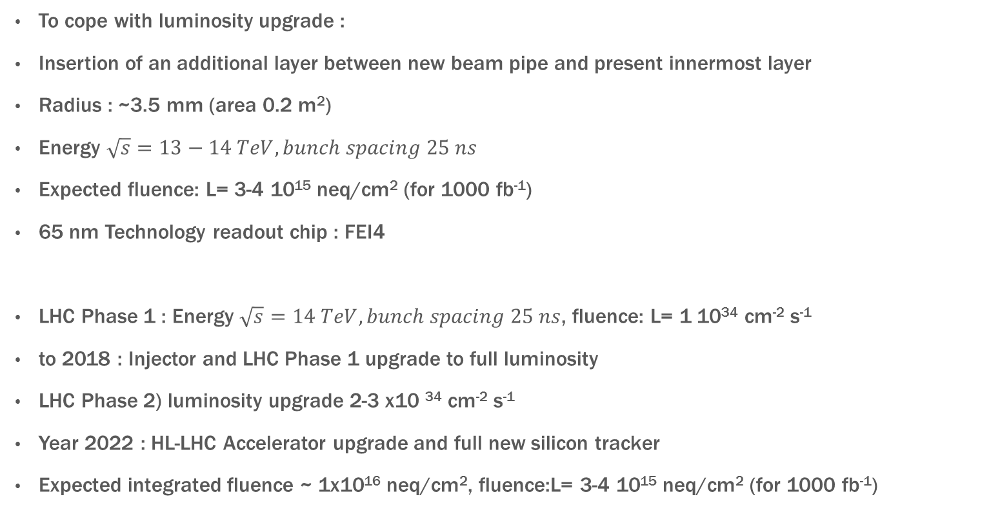 • To cope with luminosity upgrade :
• Insertion of an additional layer between new beam pipe and present innermost layer
• Radius : ~3.5 mm (area 0.2 m²)
• Energy √s = 13 − 14 TeV, bunch spacing 25 ns
• Expected fluence: L= 3-4 10¹⁵ neq/cm² (for 1000 fb⁻¹)
• 65 nm Technology readout chip : FEI4
• LHC Phase 1 : Energy √s = 14 TeV, bunch spacing 25 ns, fluence: L= 1 10³⁴ cm⁻² s⁻¹
• to 2018 : Injector and LHC Phase 1 upgrade to full luminosity
• LHC Phase 2) luminosity upgrade 2-3 x10 ³⁴ cm⁻² s⁻¹
• Year 2022 : HL-LHC Accelerator upgrade and full new silicon tracker
• Expected integrated fluence ~ 1x10¹⁶ neq/cm², fluence:L= 3-4 10¹⁵ neq/cm² (for 1000 fb⁻¹)